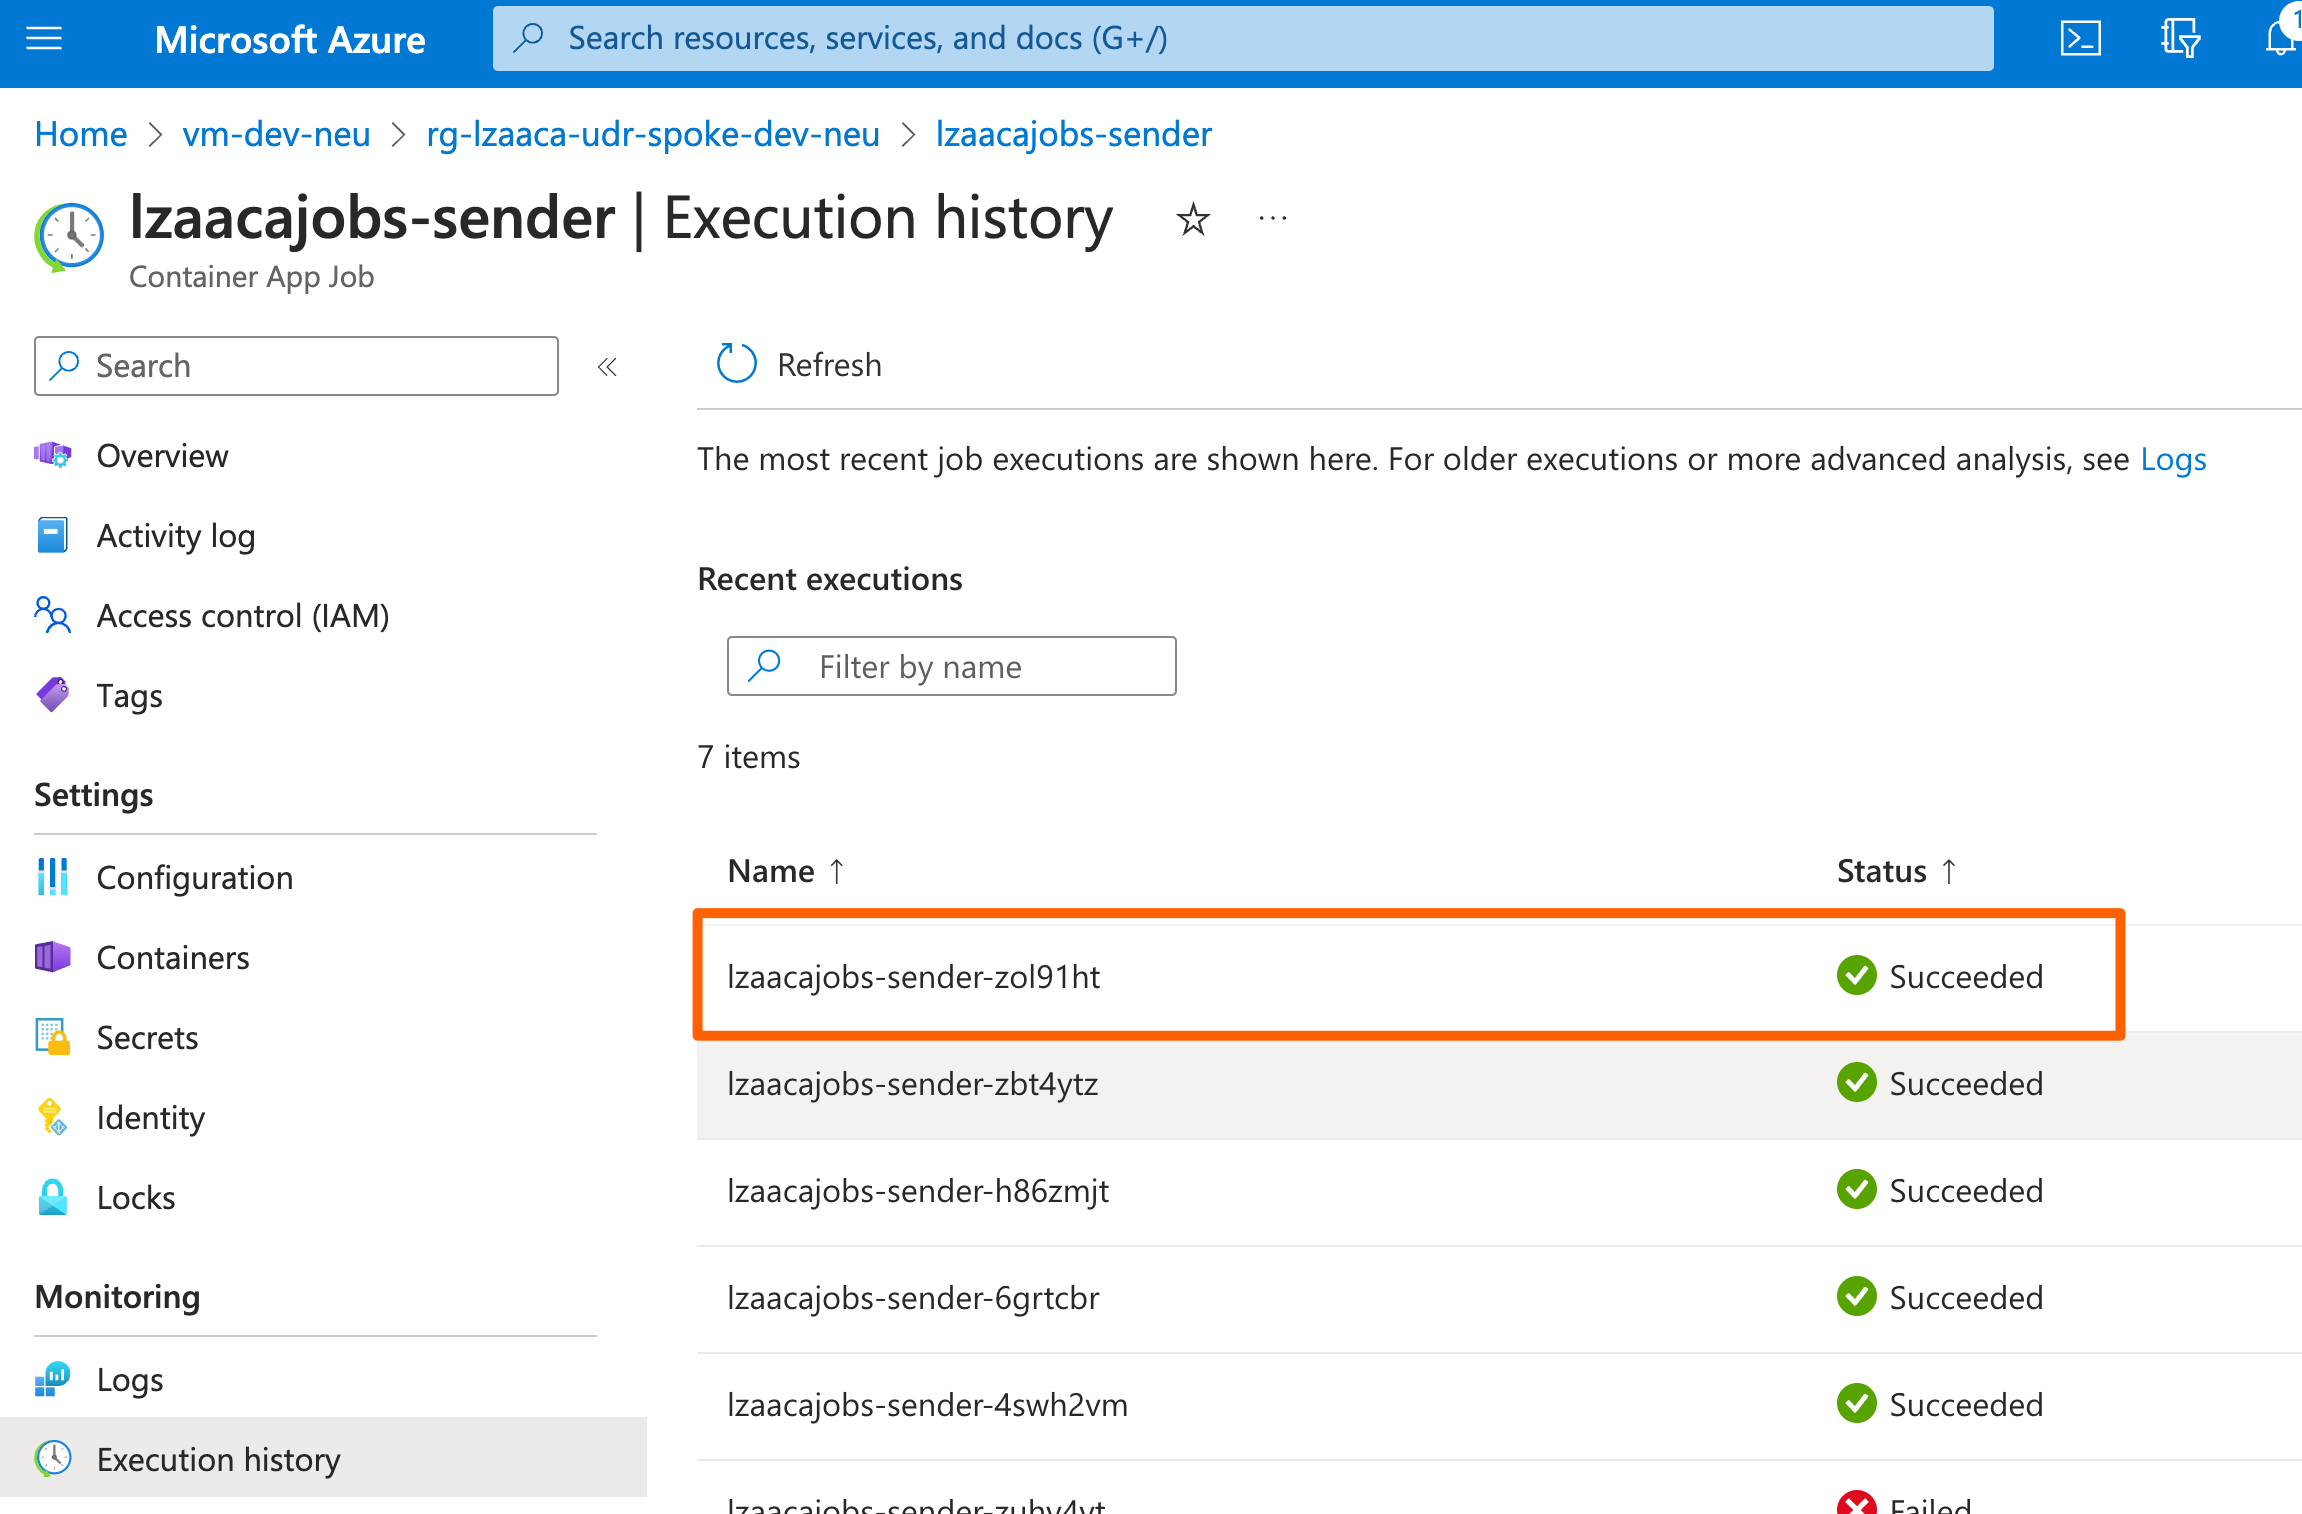 Microsoft Azure
Search resources, services, and docs (G+/)
1
Home > vm-dev-neu > rg-lzaaca-udr-spoke-dev-neu > lzaacajobs-sender
lzaacajobs-sender | Execution history
Container App Job
Search
Refresh
The most recent job executions are shown here. For older executions or more advanced analysis, see Logs
Overview
Activity log
Access control (IAM)
Tags
Settings
Configuration
Containers
Secrets
Identity
Locks
Monitoring
Logs
Execution history
Recent executions
Filter by name
7 items
Name ↑ Status ↑
lzaacajobs-sender-zol91ht Succeeded
lzaacajobs-sender-zbt4ytz Succeeded
lzaacajobs-sender-h86zmjt Succeeded
lzaacajobs-sender-6grtcbr Succeeded
lzaacajobs-sender-4swh2vm Succeeded
Failed